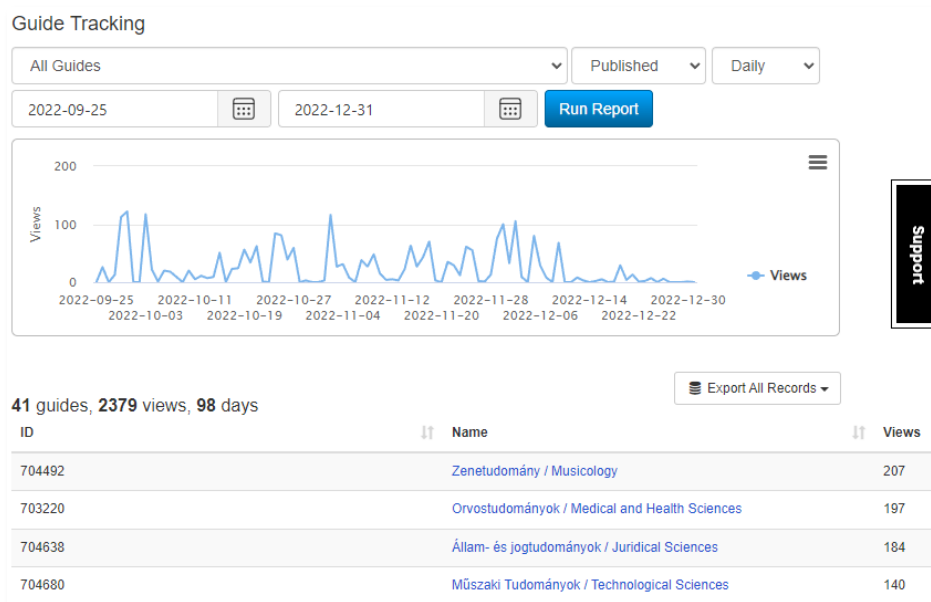 Guide Tracking
All Guides Published Daily
2022-09-25 2022-12-31 Run Report
200
100
0
Views
2022-09-25 2022-10-11 2022-10-27 2022-11-12 2022-11-28 2022-12-14 2022-12-30
2022-10-03 2022-10-19 2022-11-04 2022-11-20 2022-12-06 2022-12-22
Views
Support
Export All Records
41 guides, 2379 views, 98 days
ID Name Views
704492 Zenetudomány / Musicology 207
703220 Orvostudományok / Medical and Health Sciences 197
704638 Állam- és jogtudományok / Juridical Sciences 184
704680 Műszaki Tudományok / Technological Sciences 140